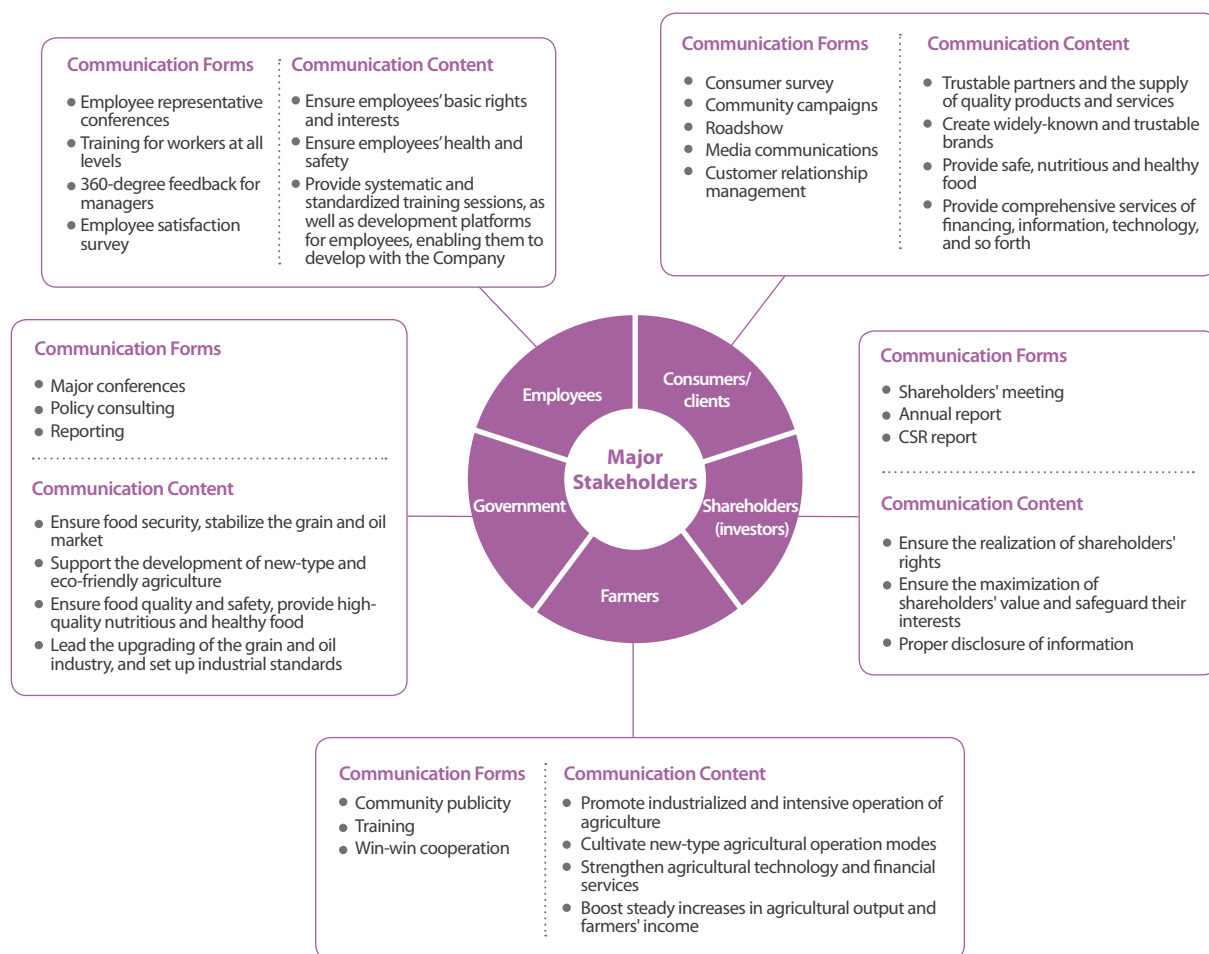 Communication Forms
• Employee representative
conferences
• Training for workers at all
levels
• 360-degree feedback for
managers
• Employee satisfaction
survey
Communication Content
• Ensure employees' basic rights
and interests
• Ensure employees' health and
safety
• Provide systematic and
standardized training sessions, as
well as development platforms
for employees, enabling them to
develop with the Company
Communication Forms
• Consumer survey
• Community campaigns
• Roadshow
• Media communications
• Customer relationship
management
Communication Content
• Trustable partners and the supply
of quality products and services
• Create widely-known and trustable
brands
• Provide safe, nutritious and healthy
food
• Provide comprehensive services of
financing, information, technology,
and so forth
Communication Forms
• Major conferences
• Policy consulting
• Reporting
Communication Content
• Ensure food security, stabilize the grain and oil
market
• Support the development of new-type and
eco-friendly agriculture
• Ensure food quality and safety, provide high-
quality nutritious and healthy food
• Lead the upgrading of the grain and oil
industry, and set up industrial standards
Employees
Consumers/
clients
Major
Stakeholders
Government
Shareholders
(investors)
Farmers
Communication Forms
• Shareholders' meeting
• Annual report
• CSR report
Communication Content
• Ensure the realization of shareholders'
rights
• Ensure the maximization of
shareholders' value and safeguard their
interests
• Proper disclosure of information
Communication Forms
• Community publicity
• Training
• Win-win cooperation
Communication Content
• Promote industrialized and intensive operation of
agriculture
• Cultivate new-type agricultural operation modes
• Strengthen agricultural technology and financial
services
• Boost steady increases in agricultural output and
farmers' income